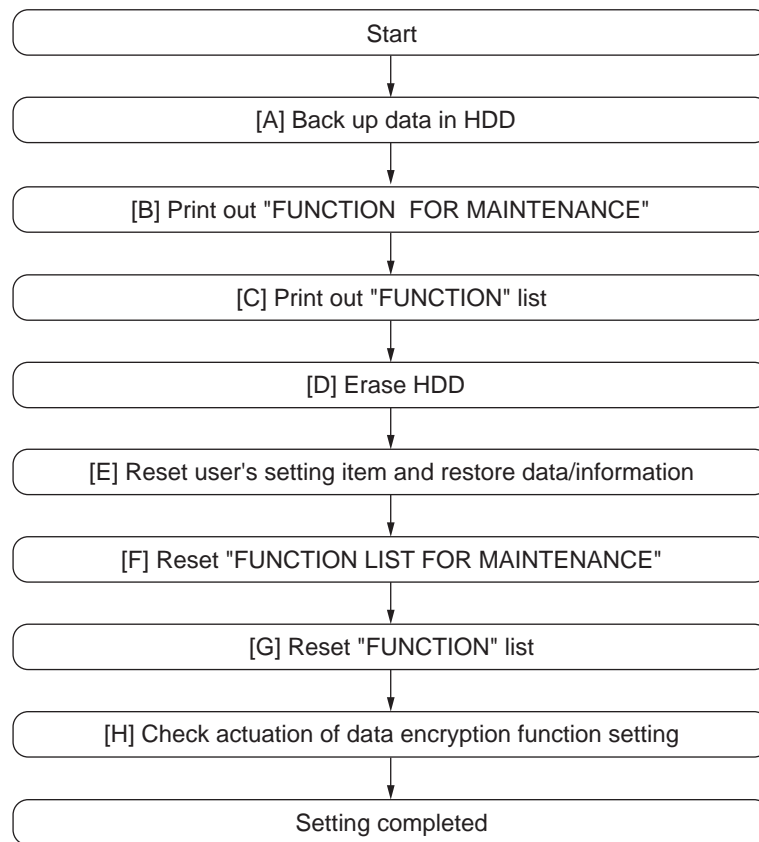 Start
[A] Back up data in HDD
[B] Print out "FUNCTION  FOR MAINTENANCE"
[C] Print out "FUNCTION" list
[D] Erase HDD
[E] Reset user's setting item and restore data/information
[F] Reset "FUNCTION LIST FOR MAINTENANCE"
[G] Reset "FUNCTION" list
[H] Check actuation of data encryption function setting
Setting completed